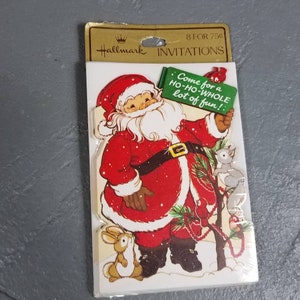 8 FOR 75¢
Hallmark INVITATIONS
Come for a
HO-HO-WHOLE
lot of fun!